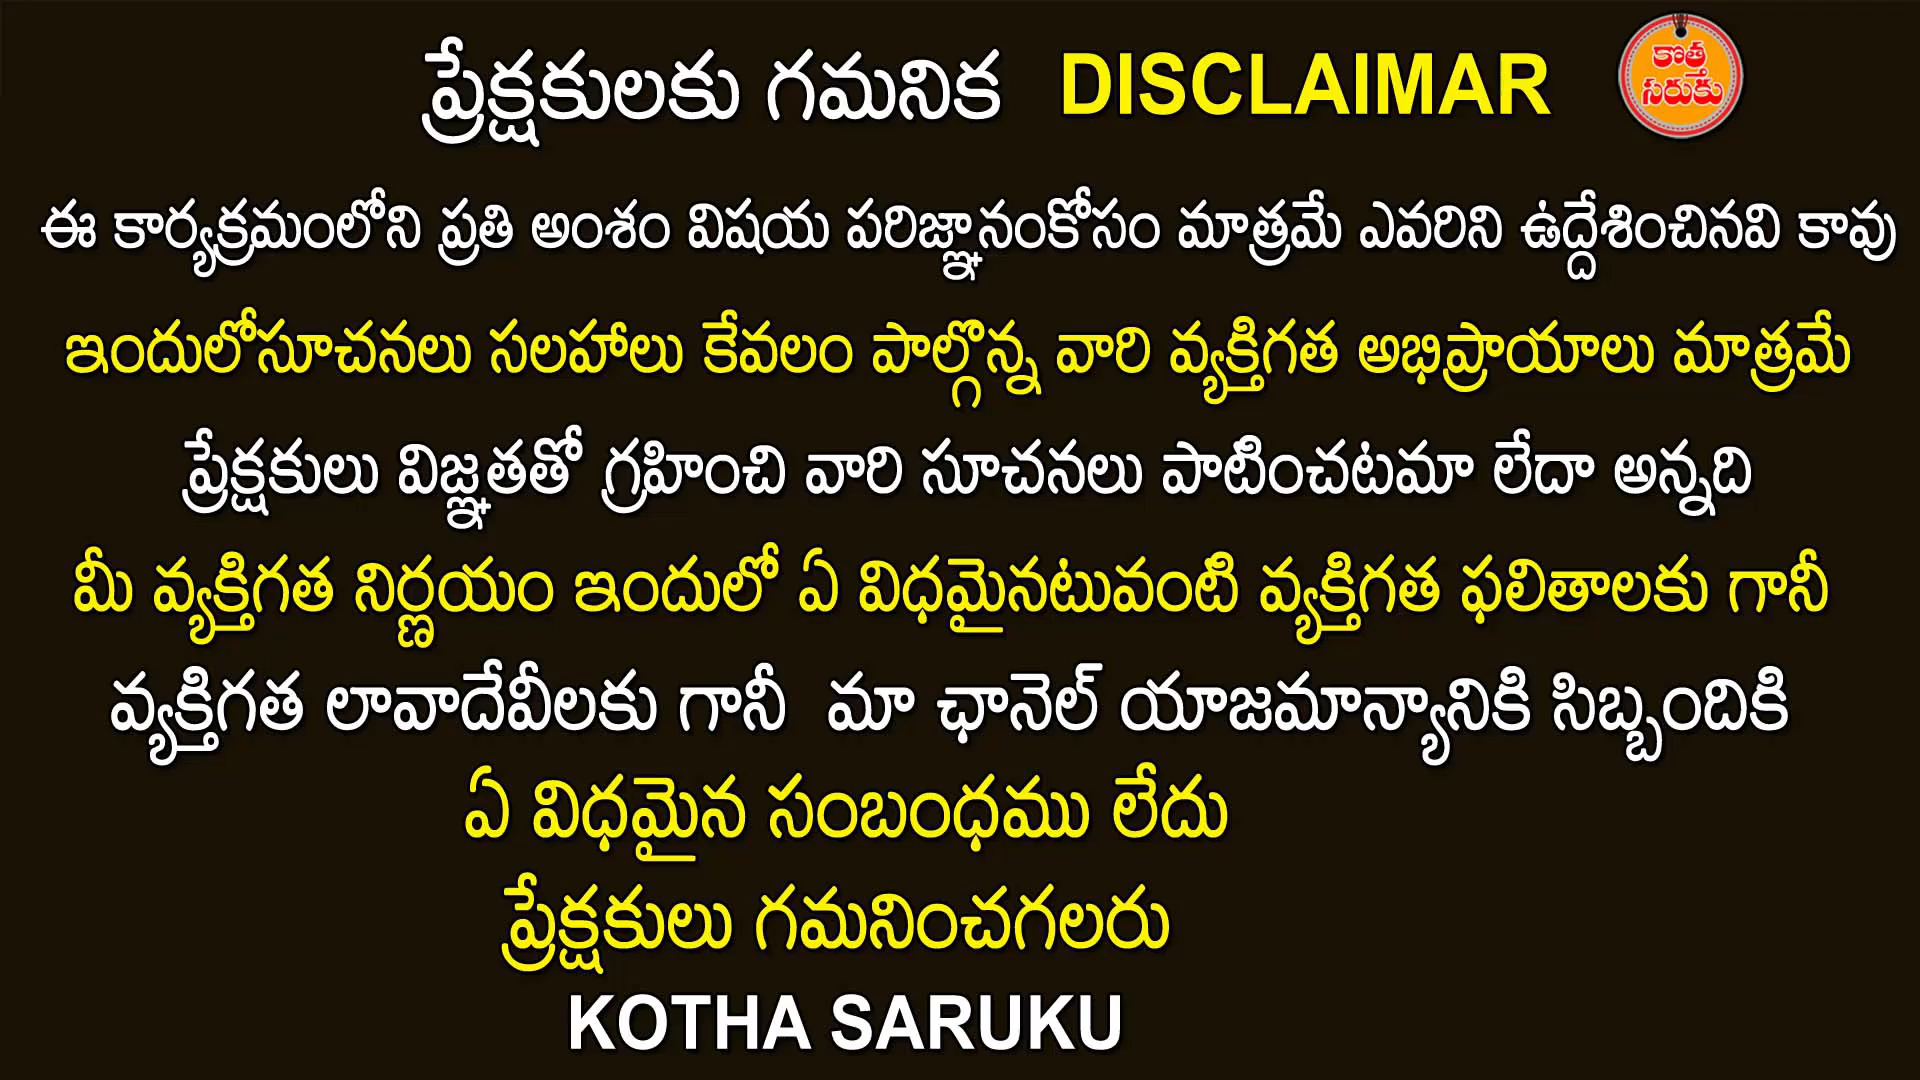 ప్రేక్షకులకు గమనిక DISCLAIMAR
కొత్త
సరుకు
ఈ కార్యక్రమంలోని ప్రతి అంశం విషయ పరిజ్ఞానంకోసం మాత్రమే ఎవరిని ఉద్దేశించినవి కావు
ఇందులోసూచనలు సలహాలు కేవలం పాల్గొన్న వారి వ్యక్తిగత అభిప్రాయాలు మాత్రమే
ప్రేక్షకులు విజ్ఞతతో గ్రహించి వారి సూచనలు పాటించటమా లేదా అన్నది
మీ వ్యక్తిగత నిర్ణయం ఇందులో ఏ విధమైనటువంటి వ్యక్తిగత ఫలితాలకు గానీ
వ్యక్తిగత లావాదేవీలకు గానీ మా ఛానెల్ యాజమాన్యానికి సిబ్బందికి
ఏ విధమైన సంబంధము లేదు
ప్రేక్షకులు గమనించగలరు
KOTHA SARUKU